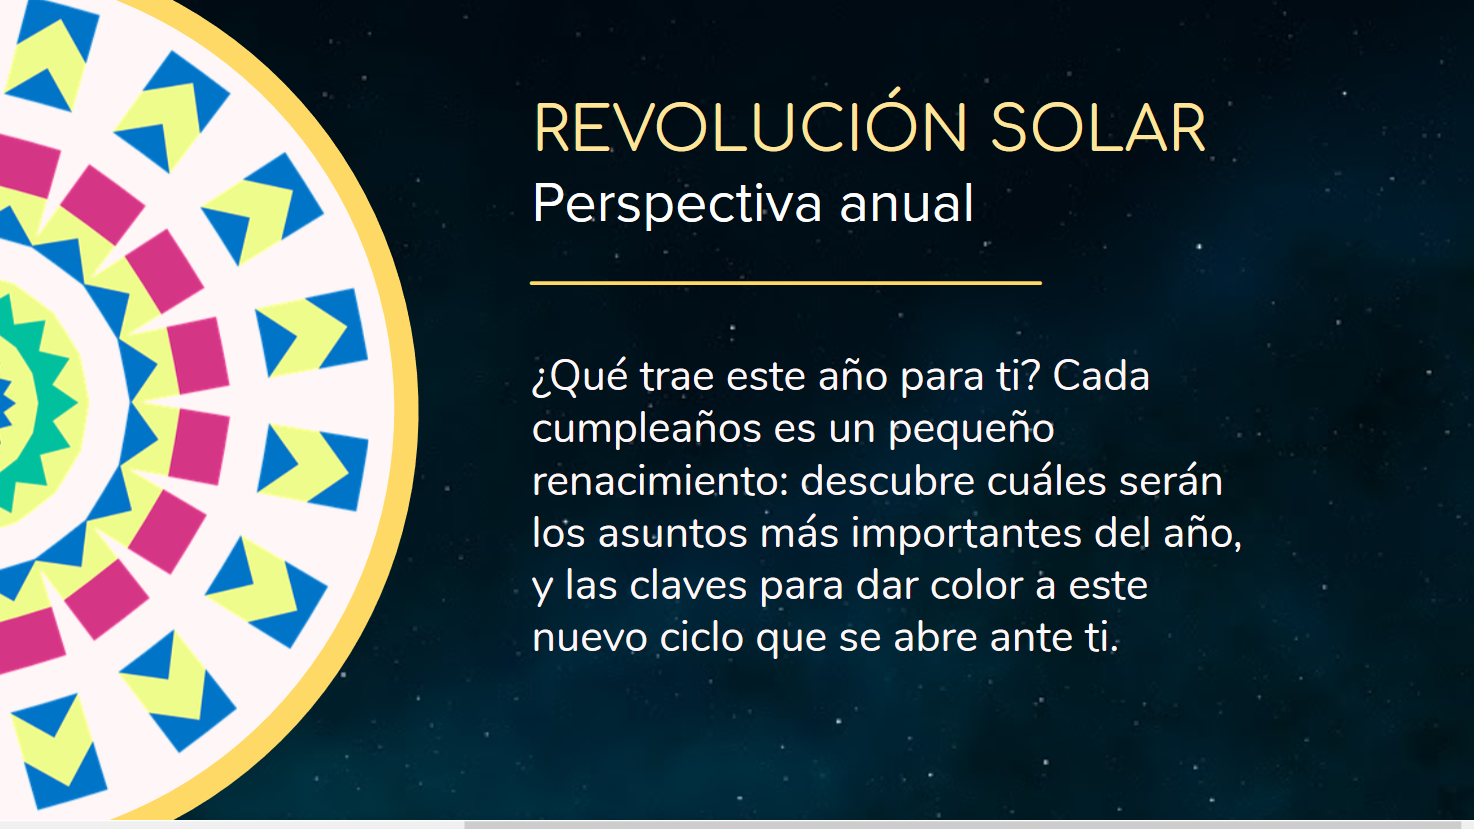 REVOLUCIÓN SOLAR
Perspectiva anual
¿Qué trae este año para ti? Cada
cumpleaños es un pequeño
renacimiento: descubre cuáles serán
los asuntos más importantes del año,
y las claves para dar color a este
nuevo ciclo que se abre ante ti.